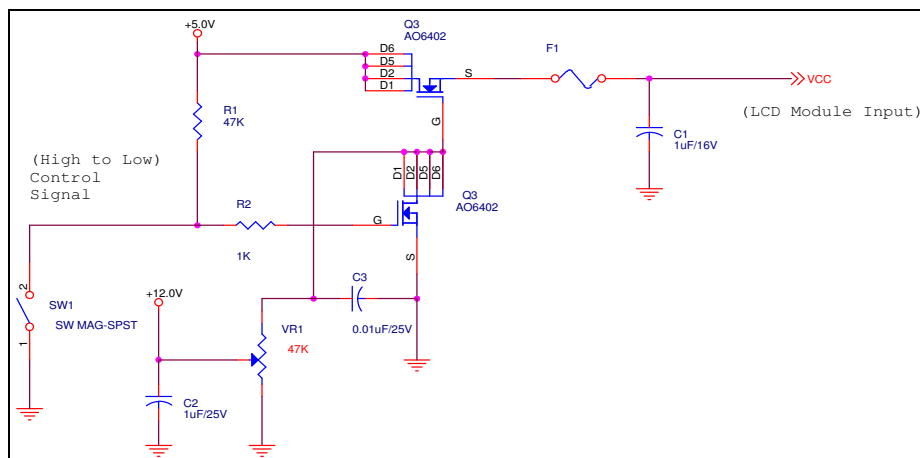 Q3
AO6402
+5.0V
D6
D5
D2
D1
S
G
F1
VCC
(LCD Module Input)
R1
47K
C1
1uF/16V
(High to Low)
Control
Signal
D1
D2
D5
D6
Q3
AO6402
R2
1K
G
S
2
SW1
SW MAG-SPST
1
+12.0V
C3
0.01uF/25V
VR1
47K
C2
1uF/25V